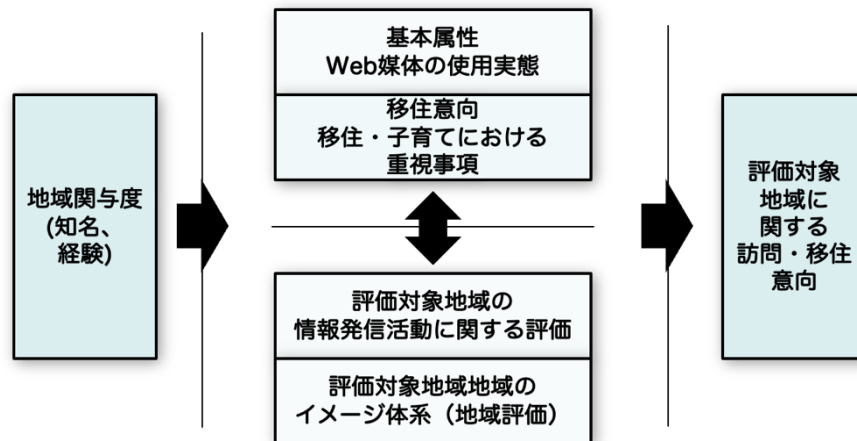 地域関与度
(知名、
経験)
基本属性
Web媒体の使用実態
移住意向
移住・子育てにおける
重視事項
評価対象地域の
情報発信活動に関する評価
評価対象地域地域の
イメージ体系（地域評価）
評価対象
地域に
関する
訪問・移住
意向